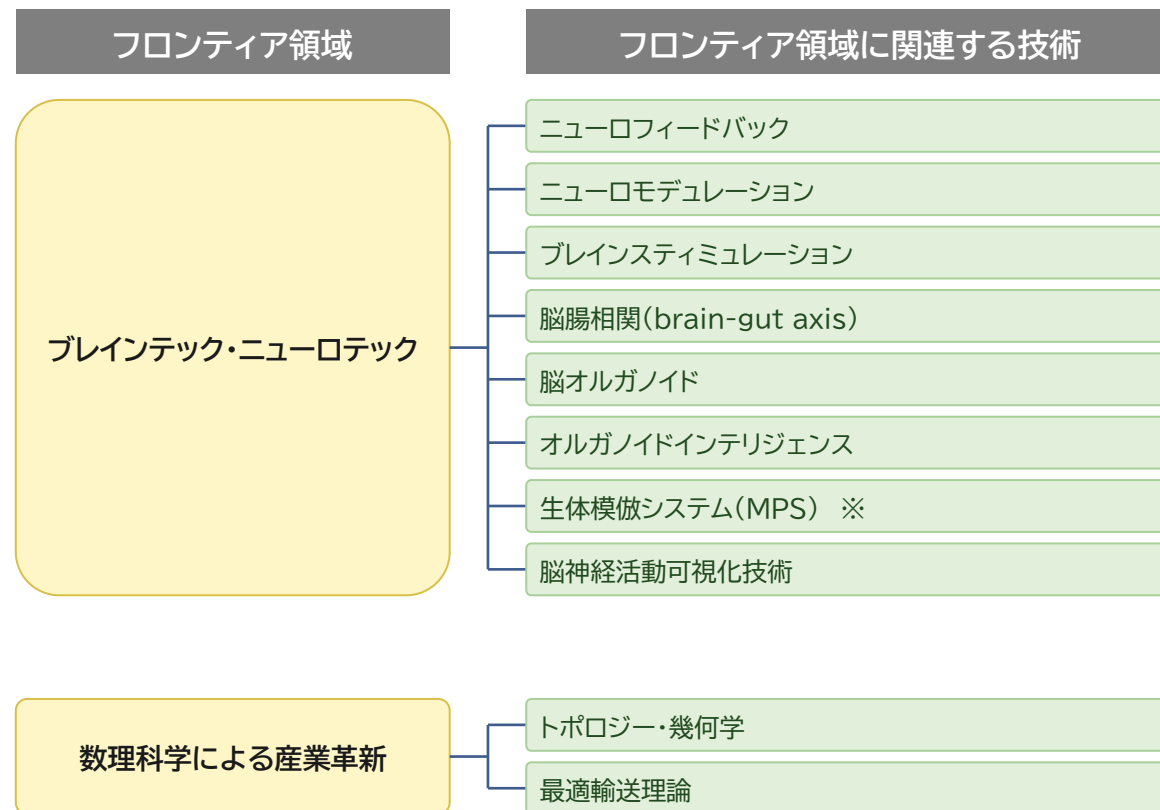 フロンティア領域
フロンティア領域に関連する技術
ブレインテック・ニューロテック
ニューロフィードバック
ニューロモデュレーション
ブレインスティミュレーション
脳腸相関(brain-gut axis)
脳オルガノイド
オルガノイドインテリジェンス
生体模倣システム(MPS) ※
脳神経活動可視化技術
数理科学による産業革新
トポロジー・幾何学
最適輸送理論